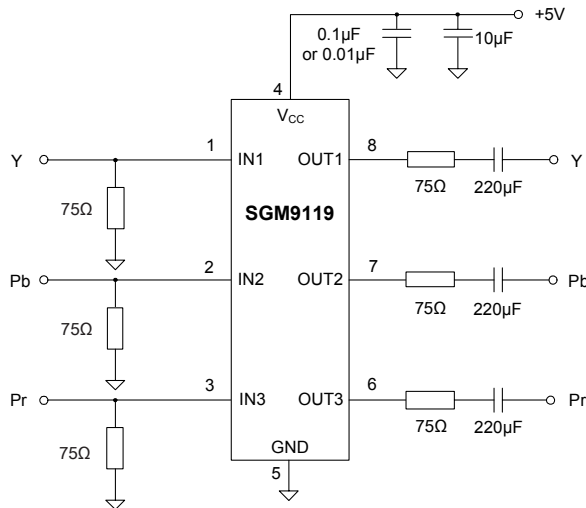 +5V
0.1µF
or 0.01µF
10µF
4
VCC
Y
1
IN1
OUT1
8
Y
75Ω
220µF
75Ω
SGM9119
Pb
2
IN2
OUT2
7
Pb
75Ω
220µF
75Ω
Pr
3
IN3
OUT3
6
Pr
75Ω
220µF
75Ω
GND
5